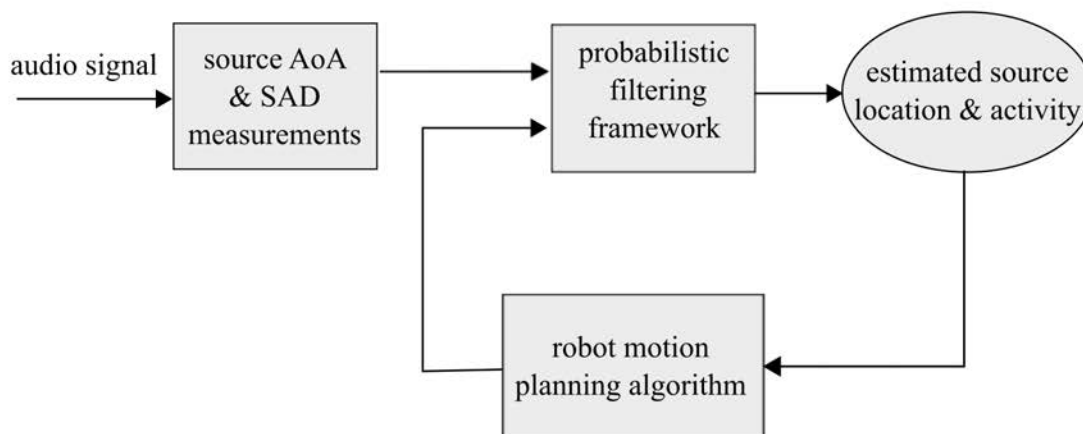 audio signal
source AoA
& SAD
measurements
probabilistic
filtering
framework
estimated source
location & activity
robot motion
planning algorithm